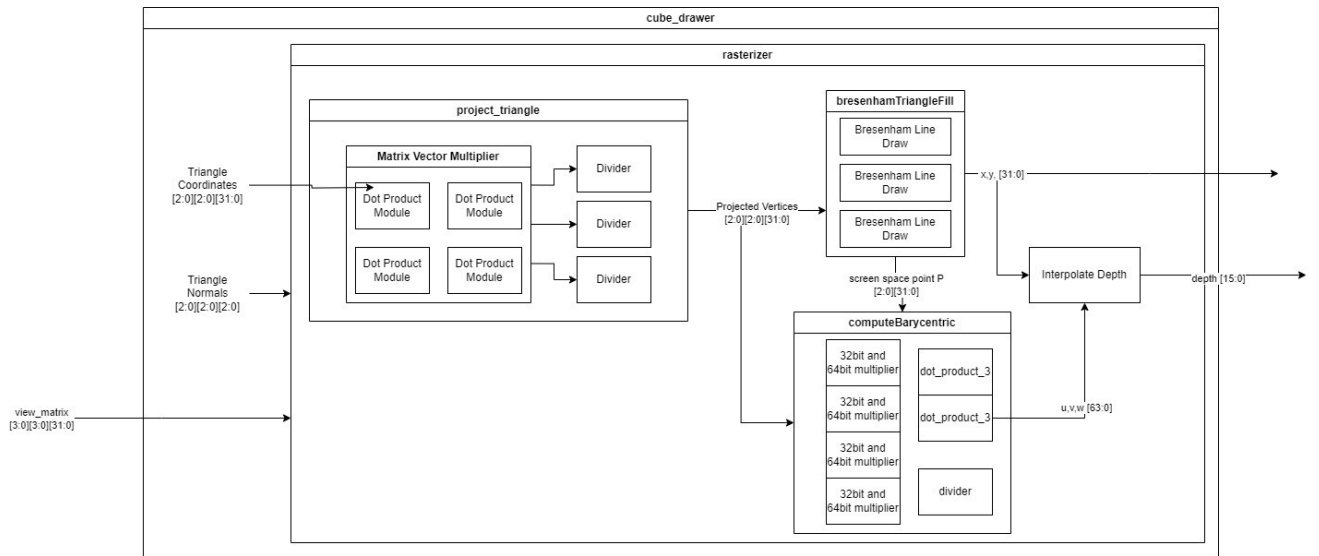 cube_drawer
rasterizer
project_triangle
Matrix Vector Multiplier
Dot Product
Module
Dot Product
Module
Dot Product
Module
Dot Product
Module
Divider
Divider
Divider
Triangle
Coordinates
[2:0][2:0][31:0]
Triangle
Normals
[2:0][2:0][2:0]
view_matrix
[3:0][3:0][31:0]
Projected Vertices
[2:0][2:0][31:0]
bresenhamTriangleFill
Bresenham Line
Draw
Bresenham Line
Draw
Bresenham Line
Draw
x,y, [31:0]
screen space point P
[2:0][31:0]
computeBarycentric
32bit and
64bit multiplier
32bit and
64bit multiplier
32bit and
64bit multiplier
32bit and
64bit multiplier
dot_product_3
dot_product_3
divider
u,v,w [63:0]
Interpolate Depth
depth [15:0]